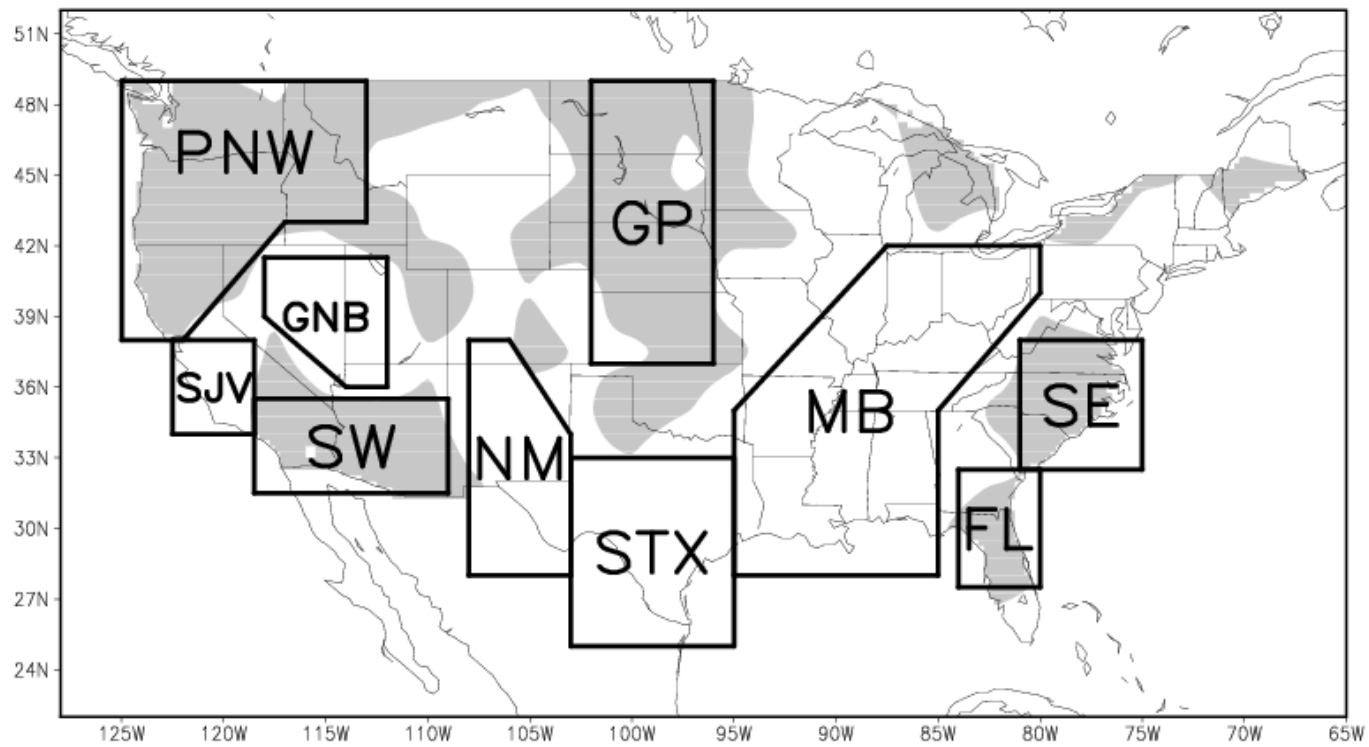 51N
48N
PNW
45N
GP
42N
39N
GNB
36N
SJV
MB
SE
SW
NM
33N
30N
STX
FL
27N
24N
125W 120W 115W 110W 105W 100W 95W 90W 85W 80W 75W 70W 65W